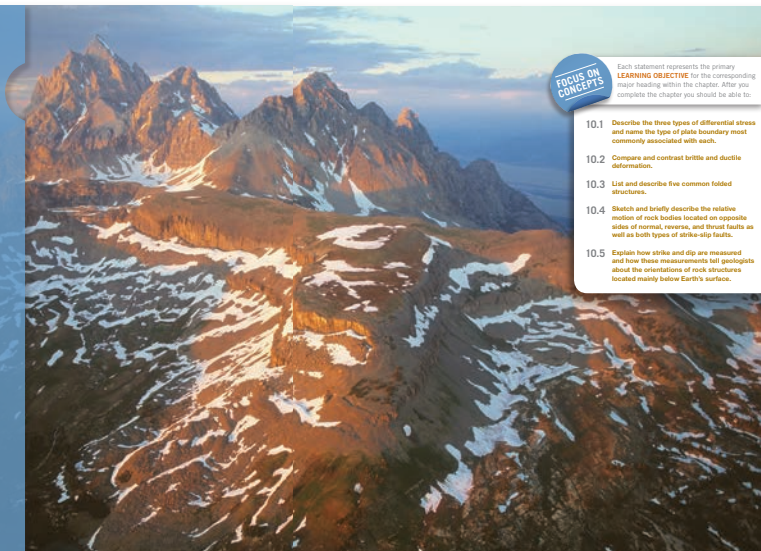 FOCUS ON
CONCEPTS
Each statement represents the primary
LEARNING OBJECTIVE for the corresponding
major heading within the chapter. After you
complete the chapter you should be able to:
10.1 Describe the three types of differential stress
and name the type of plate boundary most
commonly associated with each.
10.2 Compare and contrast brittle and ductile
deformation.
10.3 List and describe five common folded
structures.
10.4 Sketch and briefly describe the relative
motion of rock bodies located on opposite
sides of normal, reverse, and thrust faults as
well as both types of strike-slip faults.
10.5 Explain how strike and dip are measured
and how these measurements tell geologists
about the orientations of rock structures
located mainly below Earth's surface.